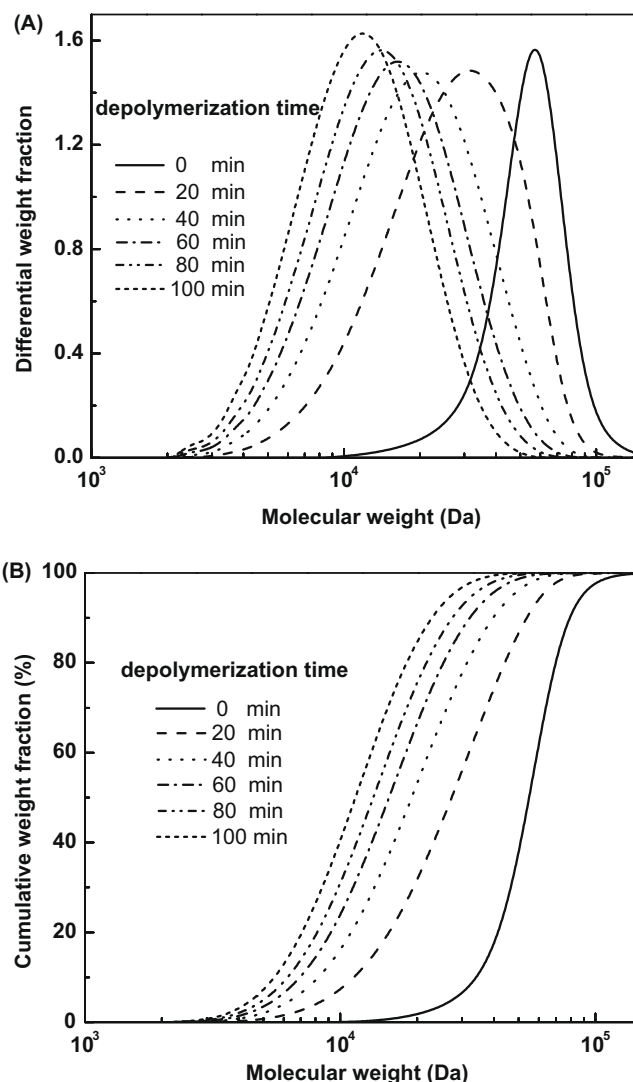 (A)
1.6
1.2
0.8
0.4
0.0
Differential weight fraction
depolymerization time
0 min
20 min
40 min
60 min
80 min
100 min
10³ 10⁴ 10⁵
Molecular weight (Da)
(B)
100
80
60
40
20
0
Cumulative weight fraction (%)
depolymerization time
0 min
20 min
40 min
60 min
80 min
100 min
10³ 10⁴ 10⁵
Molecular weight (Da)